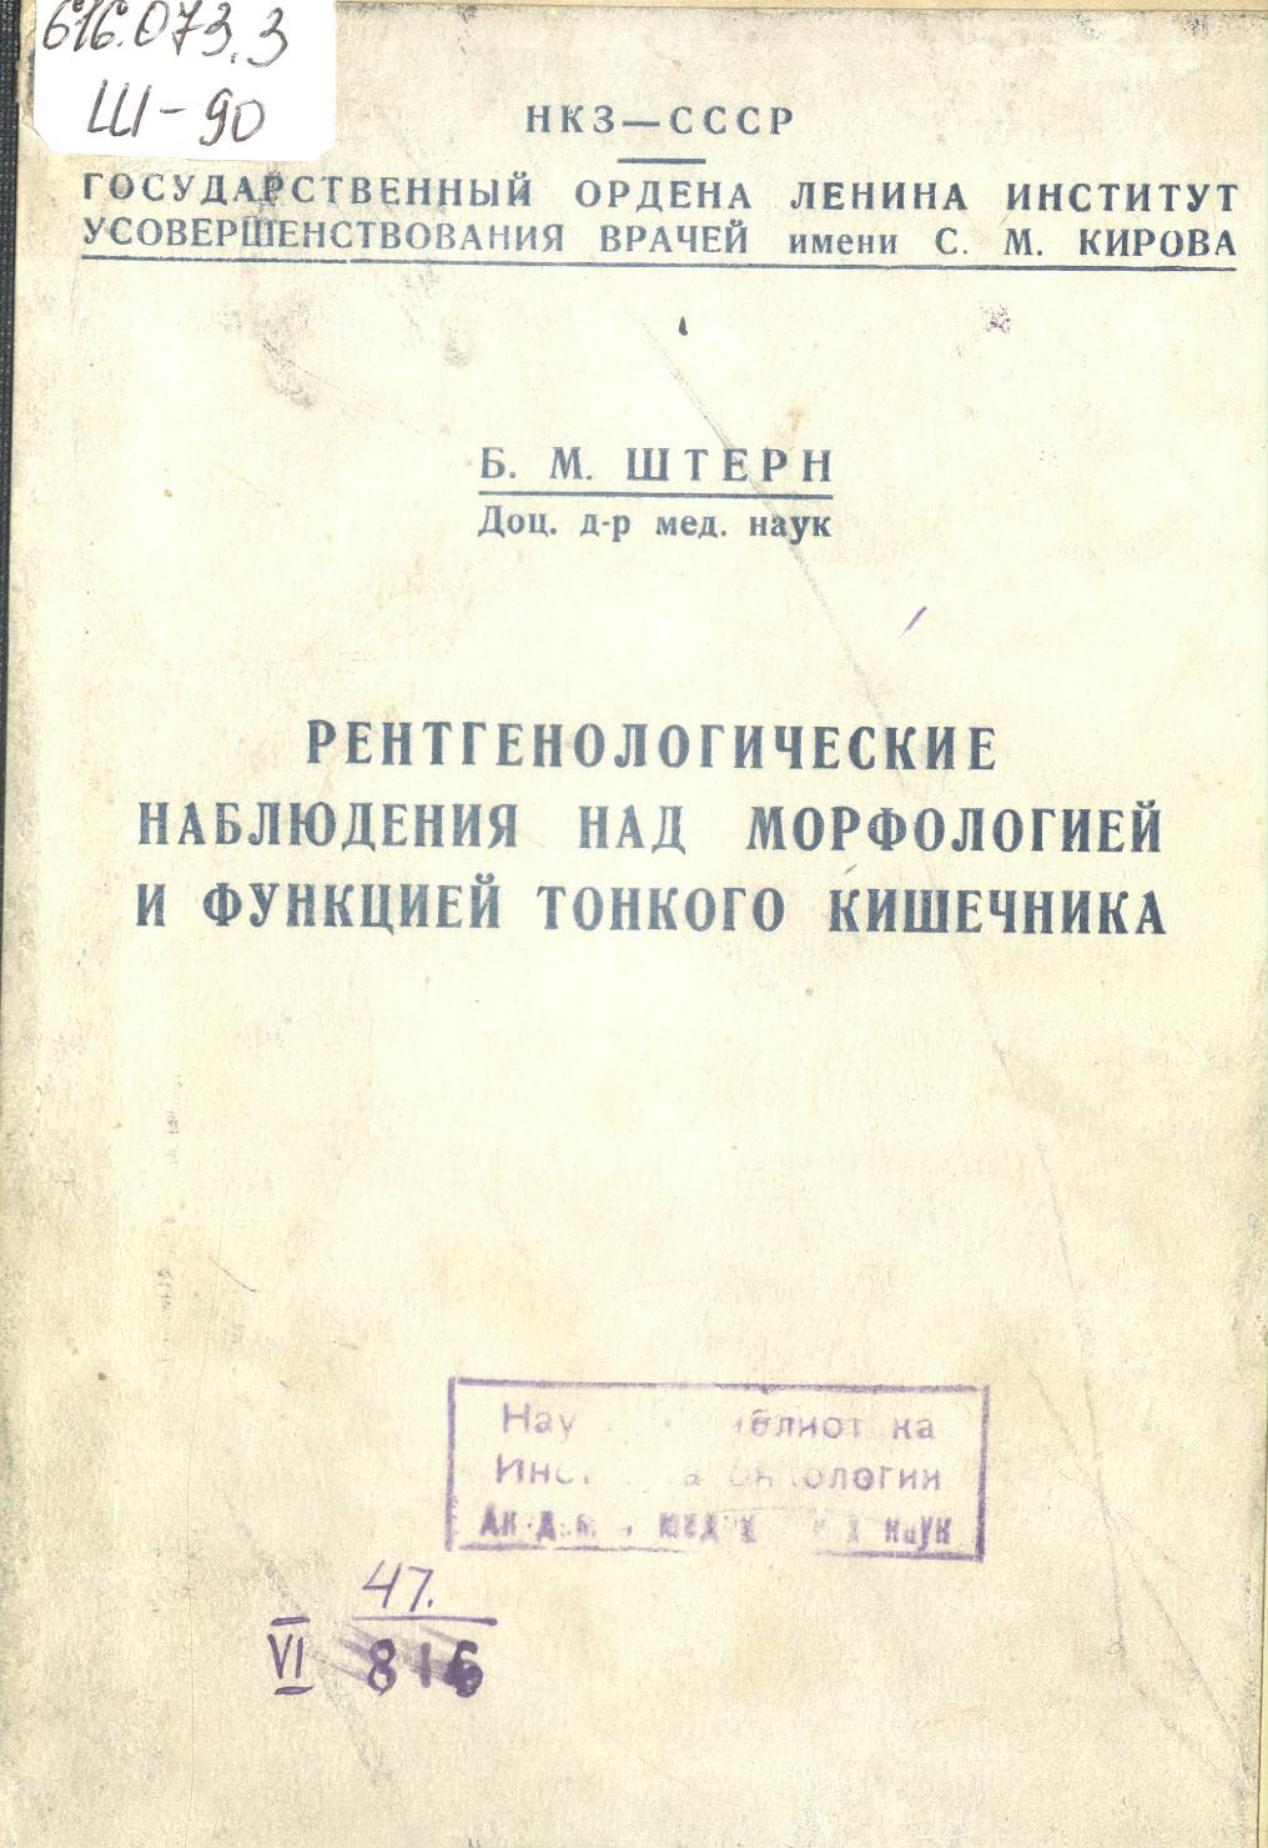 616.073.3
Ш-90
НКЗ—СССР
ГОСУДАРСТВЕННЫЙ ОРДЕНА ЛЕНИНА ИНСТИТУТ
УСОВЕРШЕНСТВОВАНИЯ ВРАЧЕЙ имени С. М. КИРОВА
Б. М. ШТЕРН
Доц. д-р мед. наук
РЕНТГЕНОЛОГИЧЕСКИЕ
НАБЛЮДЕНИЯ НАД МОРФОЛОГИЕЙ
И ФУНКЦИЕЙ ТОНКОГО КИШЕЧНИКА
наук
47.
VI 816